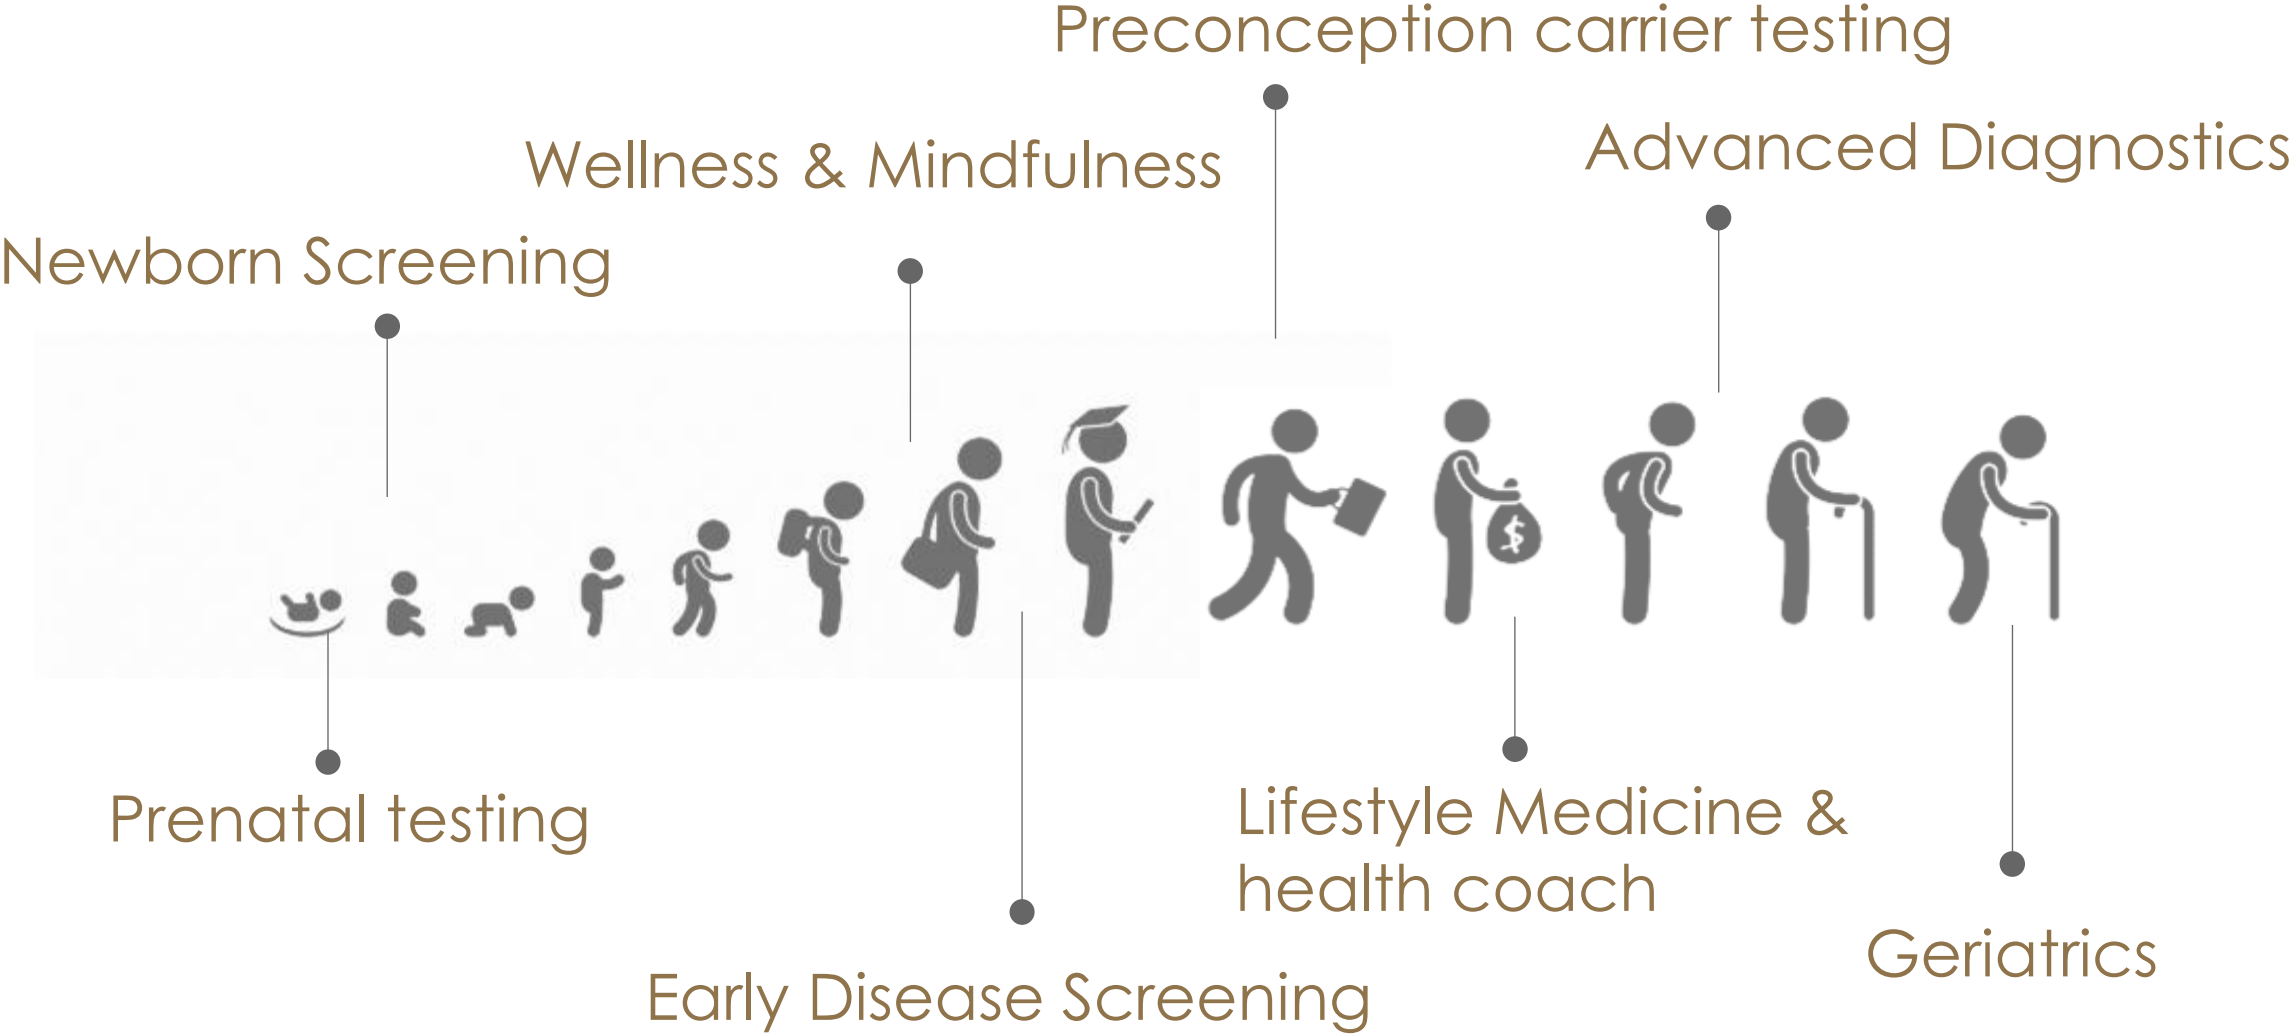 Preconception carrier testing
Advanced Diagnostics
Wellness & Mindfulness
Newborn Screening
$
Prenatal testing
Lifestyle Medicine &
health coach
Geriatrics
Early Disease Screening